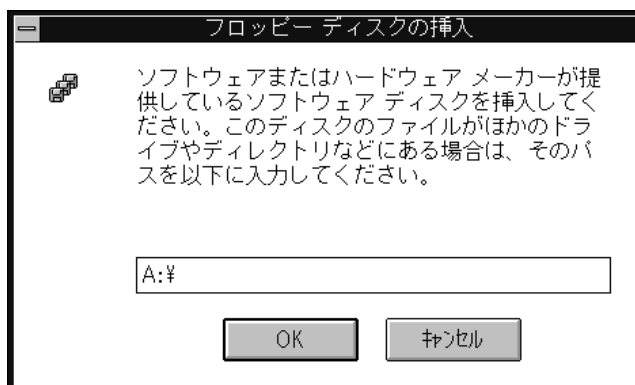 フロッピー ディスクの挿入
ソフトウェアまたはハードウェア メーカーが提
供しているソフトウェア ディスクを挿入してく
ださい。このディスクのファイルがほかのドラ
イブやディレクトリなどにある場合は、そのパ
スを以下に入力してください。
A:¥
OK
ｷｬﾝｾﾙ